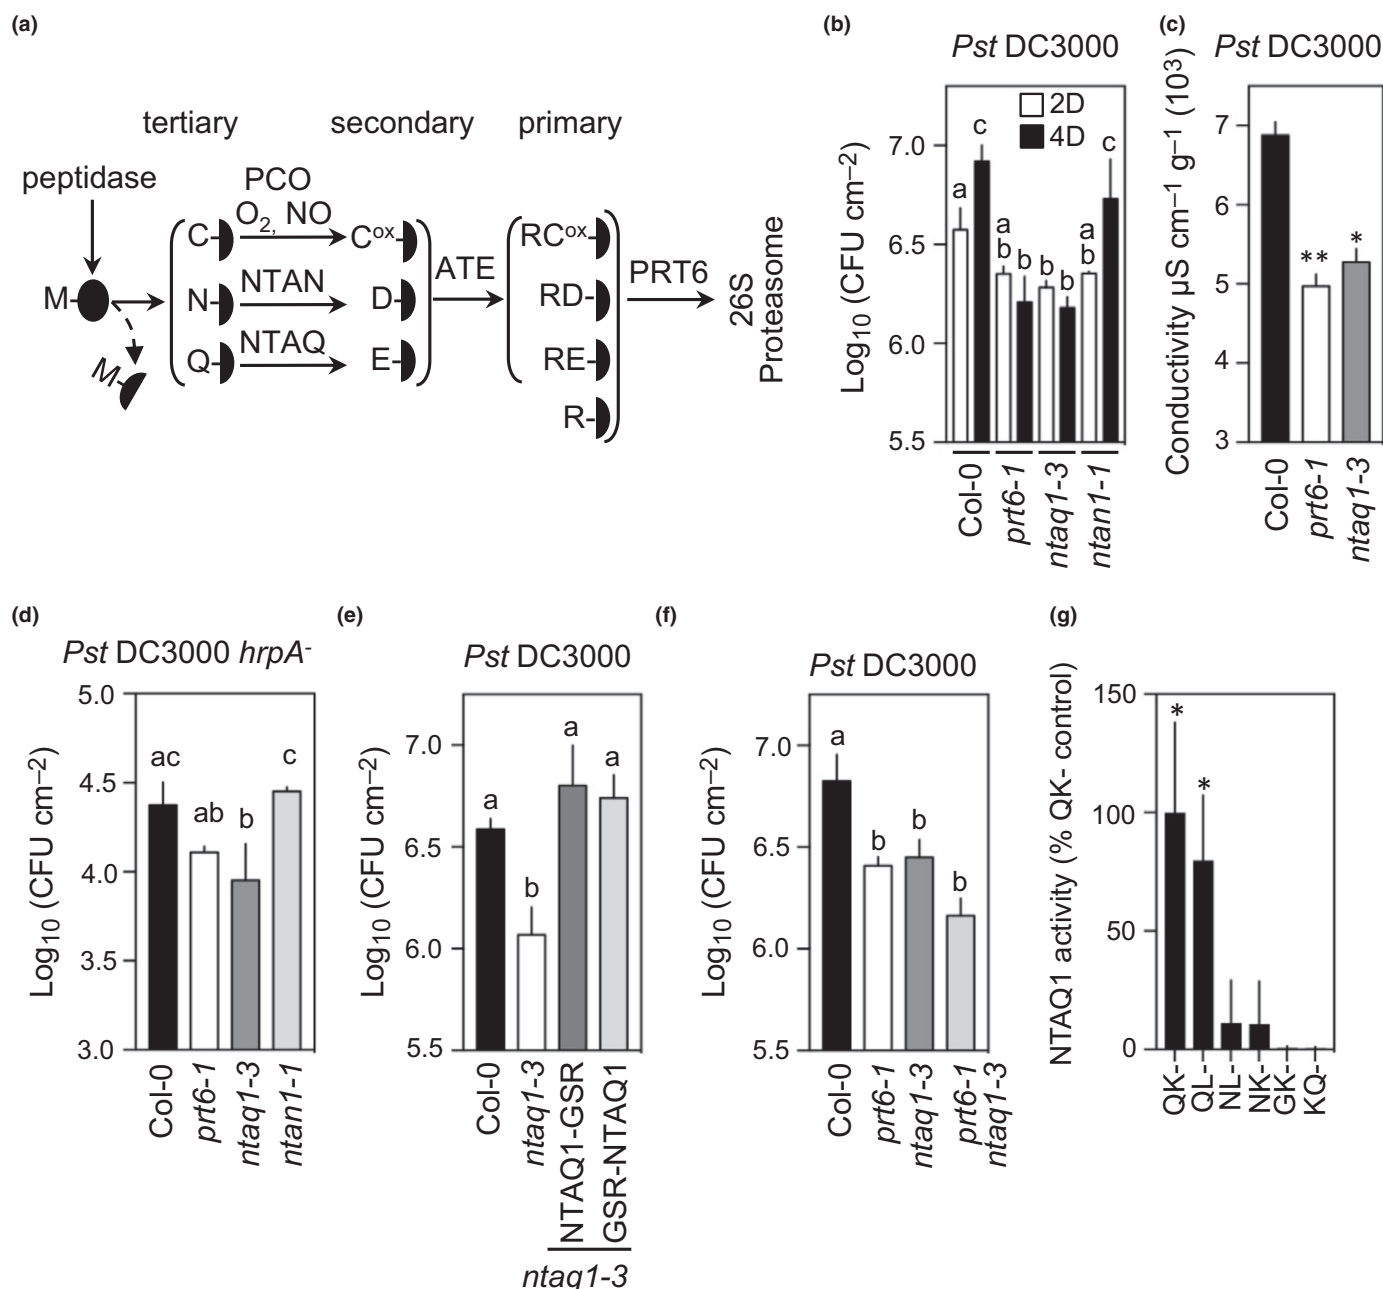 (a)
tertiary secondary primary
peptidase
PCO
O2, NO
C- Cox- RCox-
ATE PRT6
M- N- NTAN D- RD-
M- Q- NTAQ E- RE-
R-
26S
Proteasome
(b)
Pst DC3000
2D
4D
Log10 (CFU cm−2)
7.0
6.5
6.0
5.5
a c a b a b b b a b c
Col-0 prt6-1 ntaq1-3 ntan1-1
(c)
Pst DC3000
Conductivity µS cm−1 g−1 (103)
7
6
5
4
3
** *
Col-0 prt6-1 ntaq1-3
(d)
Pst DC3000 hrpA-
Log10 (CFU cm−2)
5.0
4.5
4.0
3.5
3.0
ac ab b c
Col-0 prt6-1 ntaq1-3 ntan1-1
(e)
Pst DC3000
Log10 (CFU cm−2)
7.0
6.5
6.0
5.5
a b a a
Col-0 ntaq1-3 NTAQ1-GSR GSR-NTAQ1
ntaq1-3
(f)
Pst DC3000
Log10 (CFU cm−2)
7.0
6.5
6.0
5.5
a b b b
Col-0 prt6-1 ntaq1-3 prt6-1 ntaq1-3
(g)
NTAQ1 activity (% QK- control)
150
100
50
0
* *
QK- QL- NL- NK- GK- KQ-